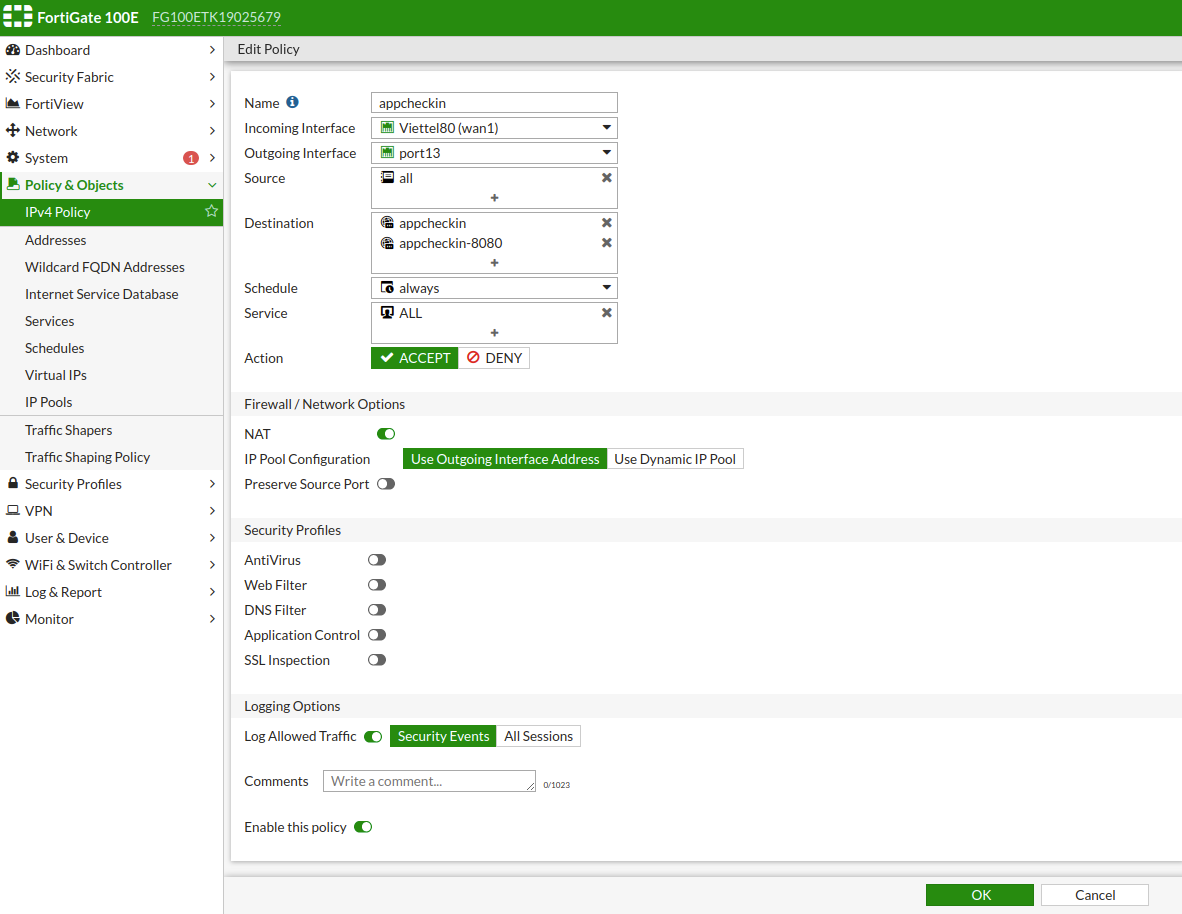 FortiGate 100E FG100ETK19025679
Dashboard
Security Fabric
FortiView
Network
System 1
Policy & Objects
IPv4 Policy
Addresses
Wildcard FQDN Addresses
Internet Service Database
Services
Schedules
Virtual IPs
IP Pools
Traffic Shapers
Traffic Shaping Policy
Security Profiles
VPN
User & Device
WiFi & Switch Controller
Log & Report
Monitor
Edit Policy
Name appcheckin
Incoming Interface Viettel80 (wan1)
Outgoing Interface port13
Source all
+
Destination appcheckin
appcheckin-8080
+
Schedule always
Service ALL
+
Action ACCEPT DENY
Firewall / Network Options
NAT
IP Pool Configuration Use Outgoing Interface Address Use Dynamic IP Pool
Preserve Source Port
Security Profiles
AntiVirus
Web Filter
DNS Filter
Application Control
SSL Inspection
Logging Options
Log Allowed Traffic Security Events All Sessions
Comments Write a comment... 0/1023
Enable this policy
OK Cancel